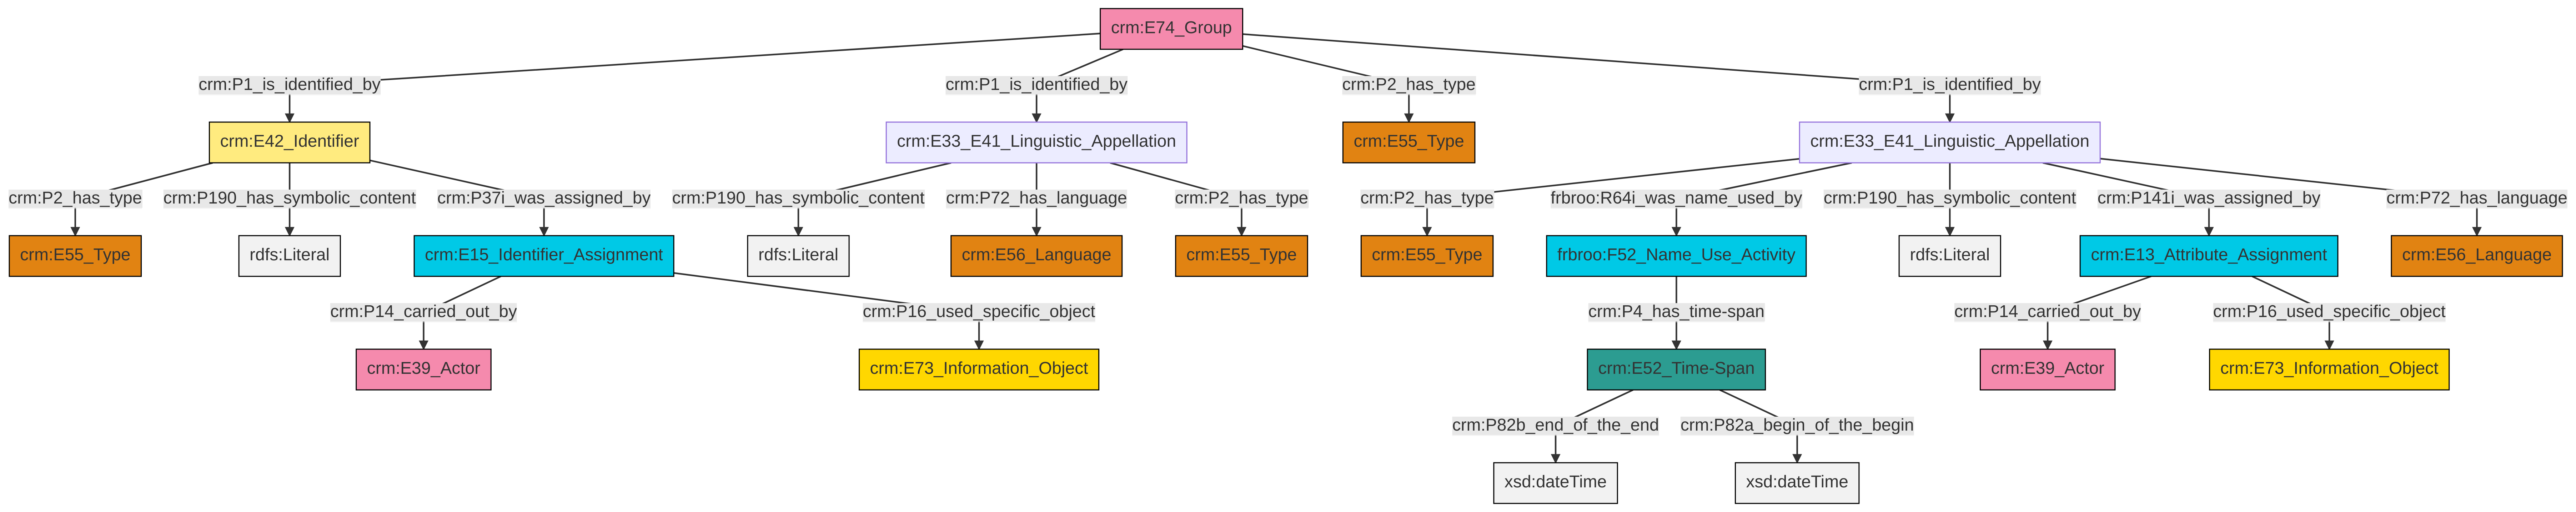 crm:E74_Group
crm:P1_is_identified_by
crm:P1_is_identified_by
crm:P2_has_type
crm:P1_is_identified_by
crm:E42_Identifier
crm:E33_E41_Linguistic_Appellation
crm:E55_Type
crm:E33_E41_Linguistic_Appellation
crm:P2_has_type
crm:P190_has_symbolic_content
crm:P37i_was_assigned_by
crm:P190_has_symbolic_content
crm:P72_has_language
crm:P2_has_type
crm:P2_has_type
frbroo:R64i_was_name_used_by
crm:P190_has_symbolic_content
crm:P141i_was_assigned_by
crm:P72_has_language
crm:E55_Type
rdfs:Literal
crm:E15_Identifier_Assignment
rdfs:Literal
crm:E56_Language
crm:E55_Type
crm:E55_Type
frbroo:F52_Name_Use_Activity
rdfs:Literal
crm:E13_Attribute_Assignment
crm:E56_Language
crm:P14_carried_out_by
crm:P16_used_specific_object
crm:P4_has_time-span
crm:P14_carried_out_by
crm:P16_used_specific_object
crm:E39_Actor
crm:E73_Information_Object
crm:E52_Time-Span
crm:E39_Actor
crm:E73_Information_Object
crm:P82b_end_of_the_end
crm:P82a_begin_of_the_begin
xsd:dateTime
xsd:dateTime